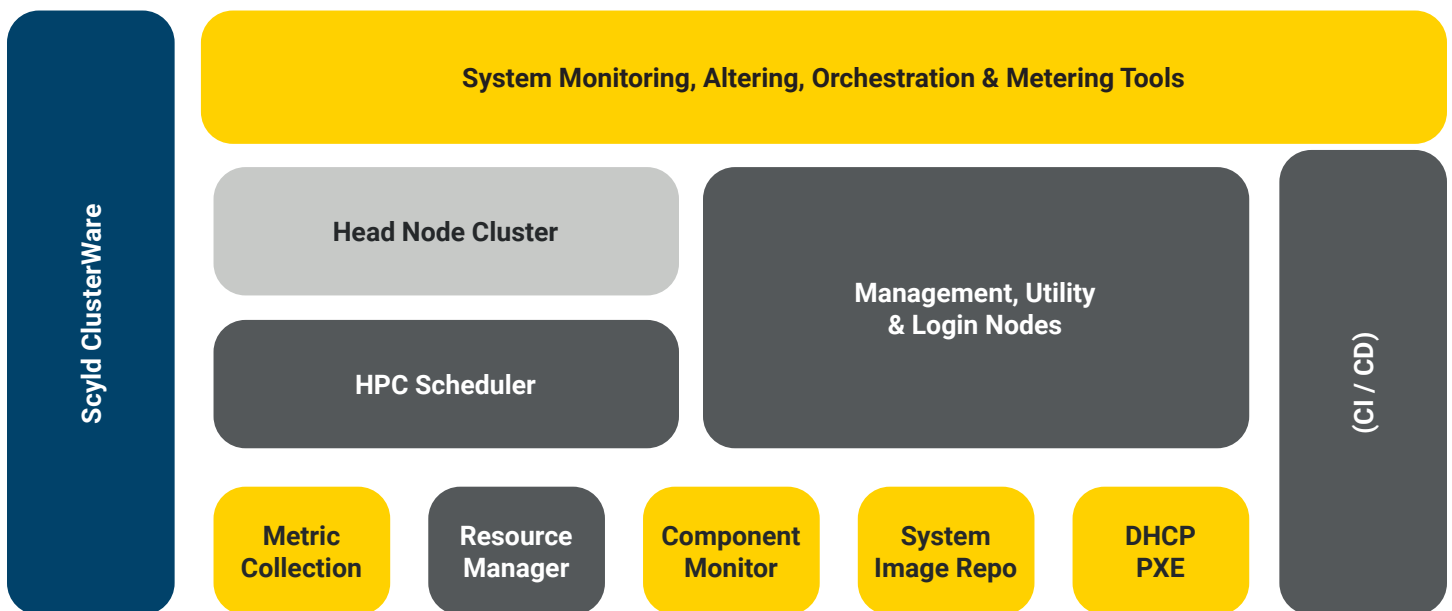 System Monitoring, Altering, Orchestration & Metering Tools
Scyld ClusterWare
Head Node Cluster
Management, Utility
& Login Nodes
HPC Scheduler
(CI / CD)
Metric
Collection
Resource
Manager
Component
Monitor
System
Image Repo
DHCP
PXE